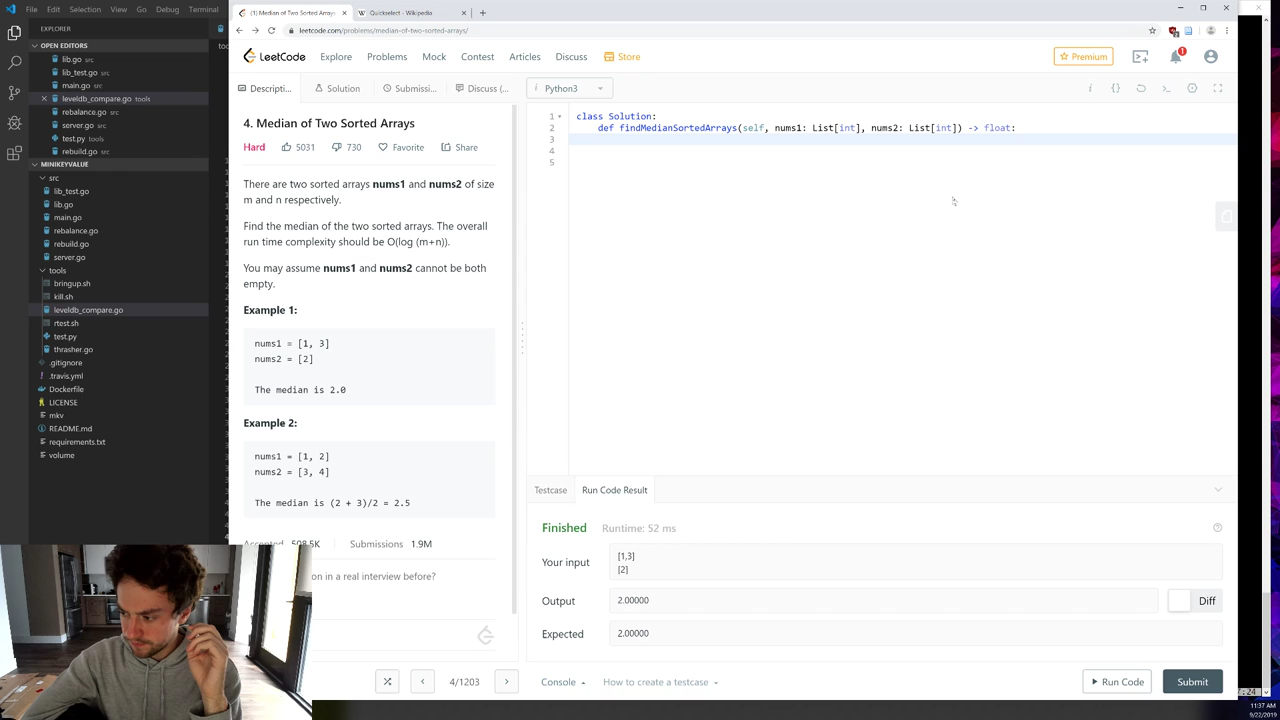 File Edit Selection View Go Debug Terminal
EXPLORER
OPEN EDITORS
lib.go src
lib_test.go src
main.go src
leveldb_compare.go tools
rebalance.go src
server.go src
test.py tools
rebuild.go src
MINIKEYVALUE
src
lib_test.go
lib.go
main.go
rebalance.go
rebuild.go
server.go
tools
bringup.sh
kill.sh
leveldb_compare.go
rtest.sh
test.py
thrasher.go
.gitignore
.travis.yml
Dockerfile
LICENSE
mkv
README.md
requirements.txt
volume
(1) Median of Two Sorted Arrays
Quickselect - Wikipedia
leetcode.com/problems/median-of-two-sorted-arrays/
LeetCode Explore Problems Mock Contest Articles Discuss Store Premium 1
Descripti... Solution Submissi... Discuss (...
4. Median of Two Sorted Arrays
Hard 5031 730 Favorite Share
There are two sorted arrays nums1 and nums2 of size
m and n respectively.
Find the median of the two sorted arrays. The overall
run time complexity should be O(log (m+n)).
You may assume nums1 and nums2 cannot be both
empty.
Example 1:
nums1 = [1, 3]
nums2 = [2]
The median is 2.0
Example 2:
nums1 = [1, 2]
nums2 = [3, 4]
The median is (2 + 3)/2 = 2.5
Accepted 508.5K Submissions 1.9M
on in a real interview before?
4/1203
i Python3
1 class Solution:
2 def findMedianSortedArrays(self, nums1: List[int], nums2: List[int]) -> float:
3
4
5
Testcase Run Code Result
Finished Runtime: 52 ms
Your input
[1,3]
[2]
Output 2.00000 Diff
Expected 2.00000
Console How to create a testcase Run Code Submit
11:37 AM
9/22/2019